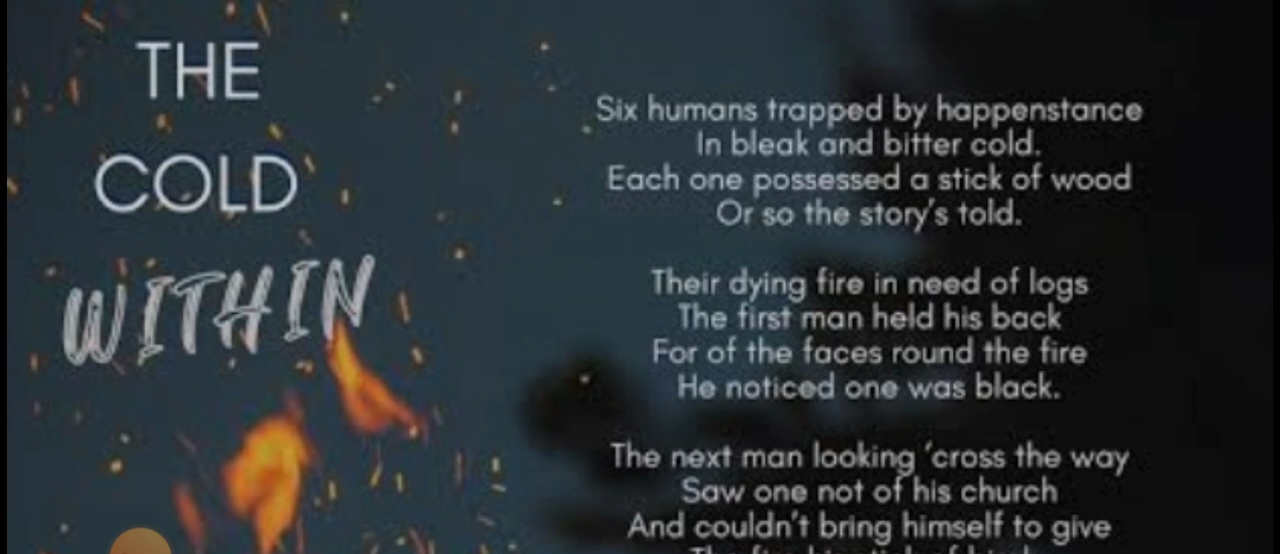 THE
COLD
WITHIN
Six humans trapped by happenstance
In bleak and bitter cold.
Each one possessed a stick of wood
Or so the story's told.
Their dying fire in need of logs
The first man held his back
For of the faces round the fire
He noticed one was black.
The next man looking ‘cross the way
Saw one not of his church
And couldn't bring himself to give